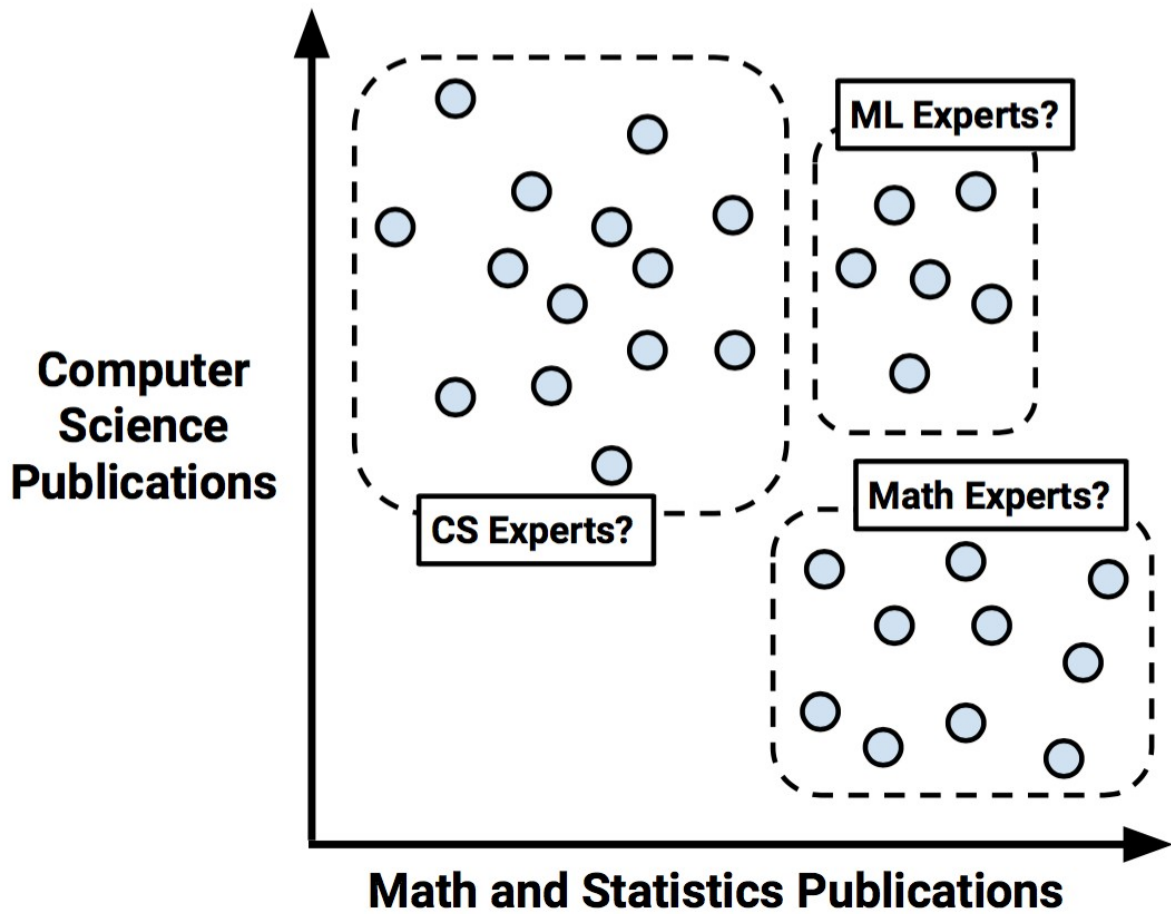 ML Experts?
Computer
Science
Publications
Math Experts?
CS Experts?
Math and Statistics Publications